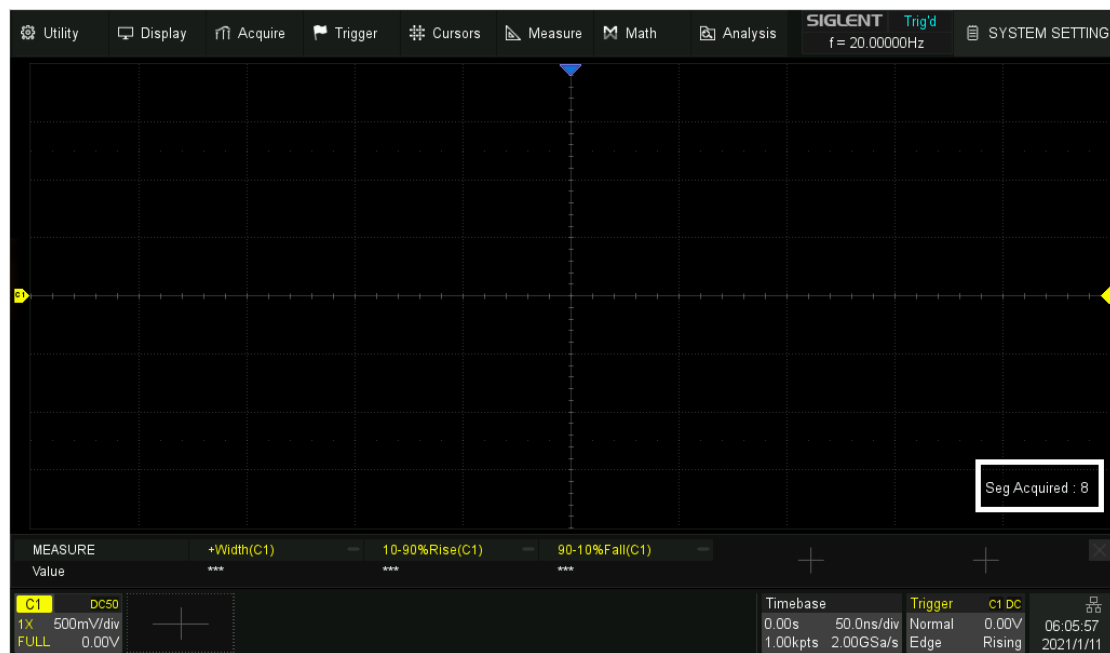 Utility Display Acquire Trigger Cursors Measure Math Analysis SIGLENT Trig'd SYSTEM SETTING
f = 20.00000Hz
C1
Seg Acquired : 8
MEASURE +Width(C1) 10-90%Rise(C1) 90-10%Fall(C1)
Value *** *** ***
C1 DC50 Timebase Trigger C1 DC
1X 500mV/div 0.00s 50.0ns/div Normal 0.00V 06:05:57
FULL 0.00V 1.00kpts 2.00GSa/s Edge Rising 2021/1/11